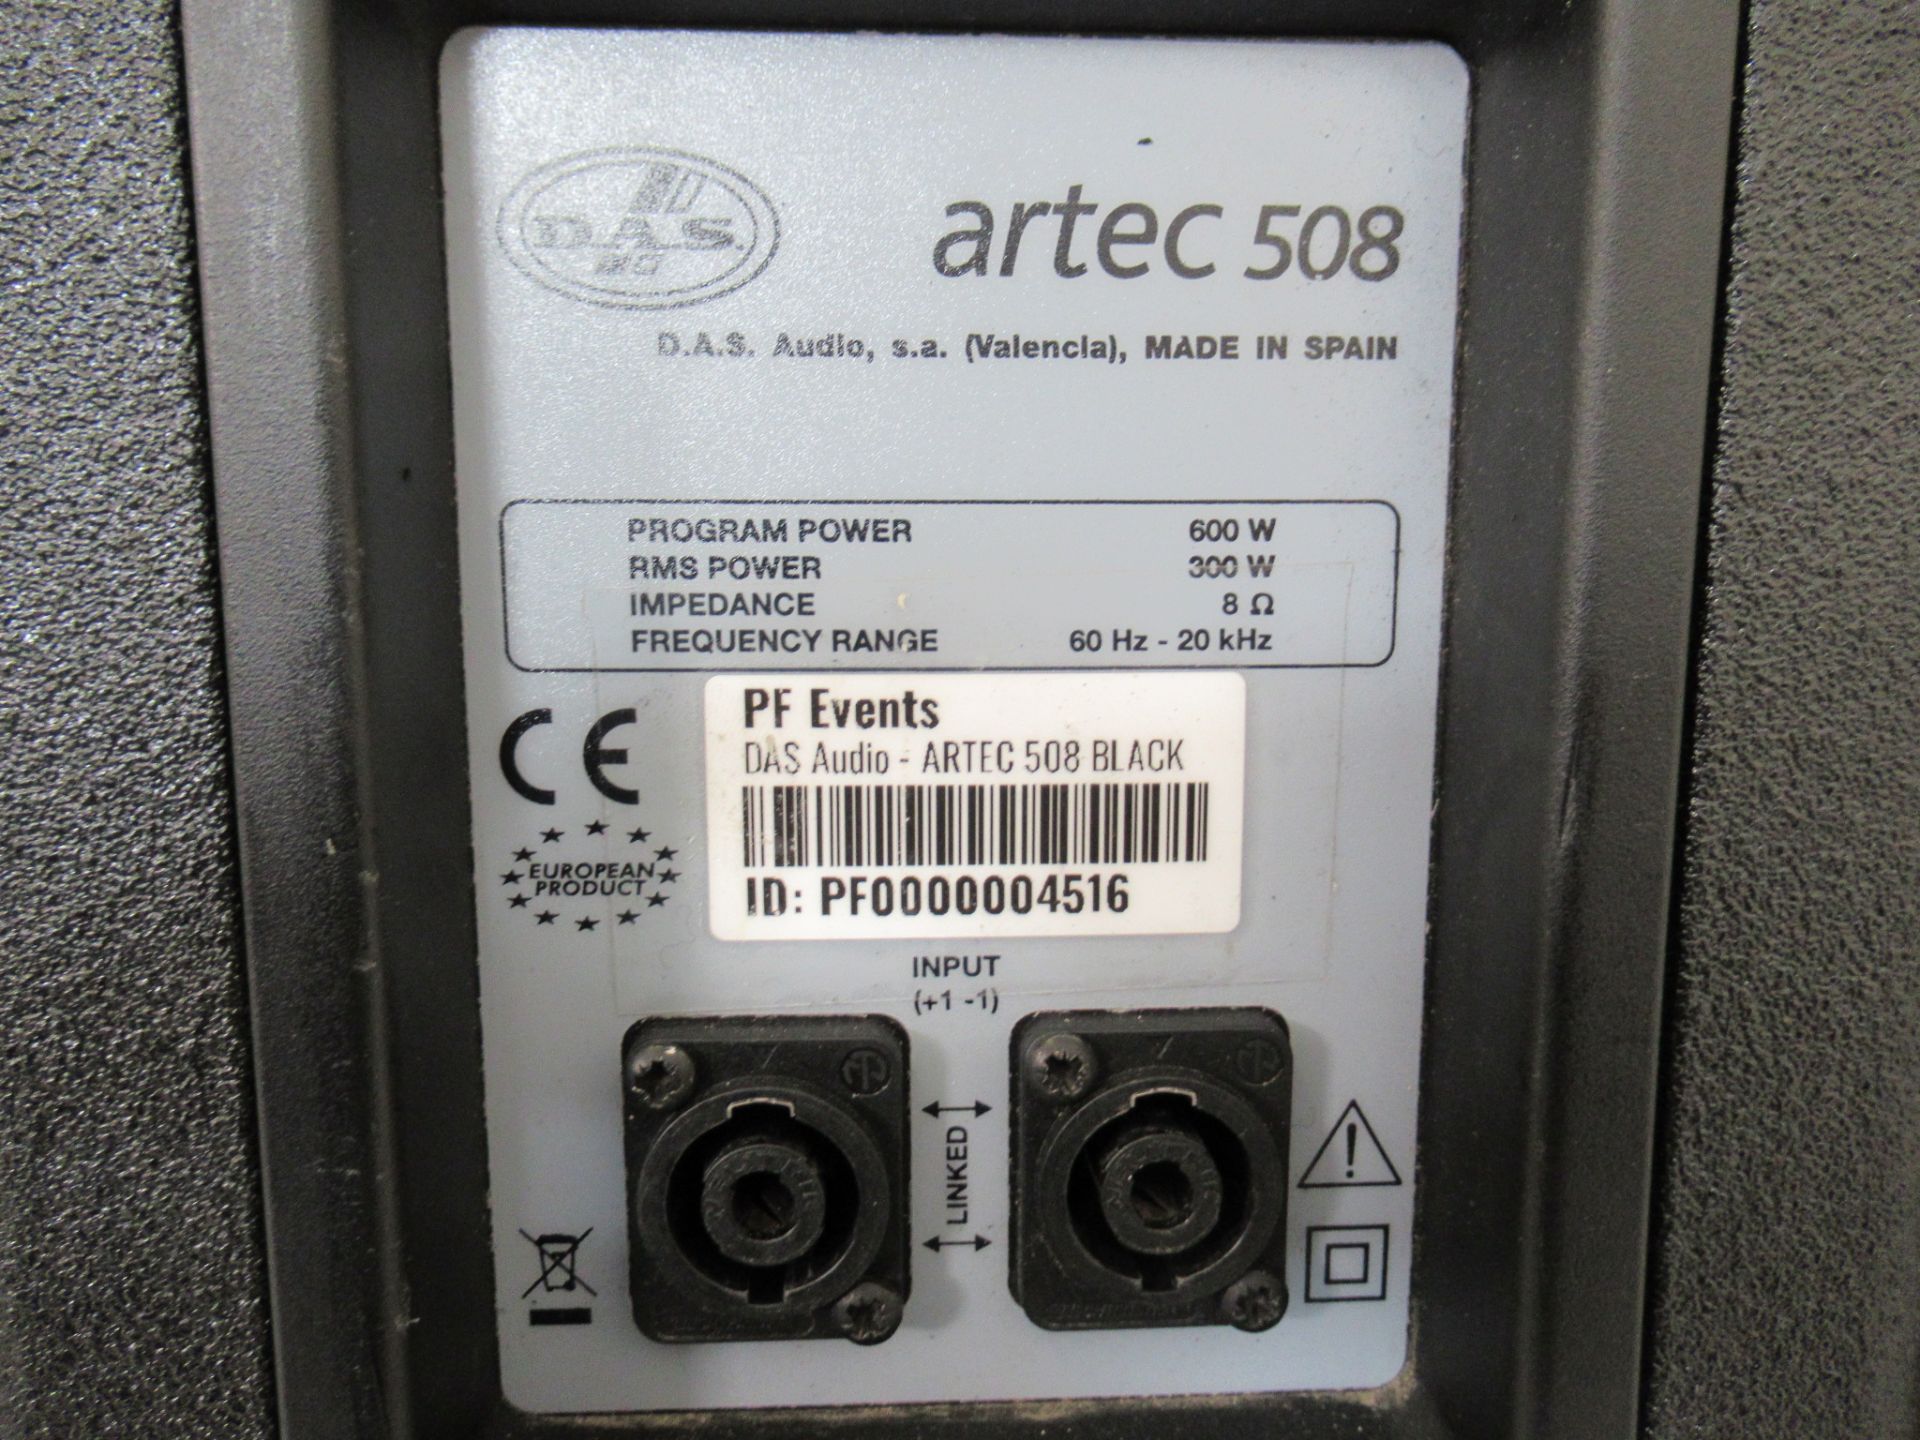 D.A.S.
artec 508
D.A.S. Audio, s.a. (Valencia), MADE IN SPAIN
PROGRAM POWER 600 W
RMS POWER 300 W
IMPEDANCE 8 Ω
FREQUENCY RANGE 60 Hz - 20 kHz
PF Events
DAS Audio - ARTEC 508 BLACK
ID: PF0000004516
CE
EUROPEAN
PRODUCT
INPUT
(+1 -1)
LINKED